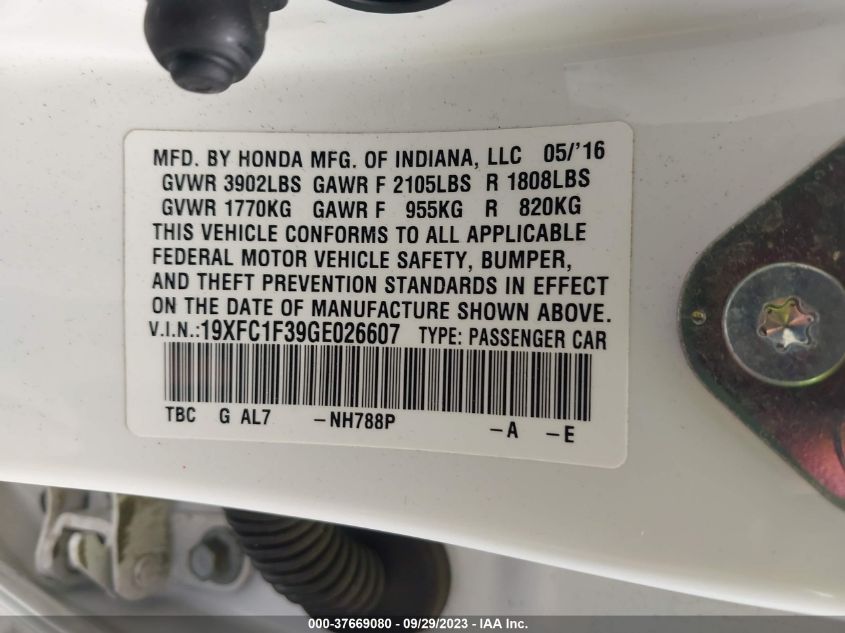 MFD. BY HONDA MFG. OF INDIANA, LLC 05/'16
GVWR 3902LBS GAWR F 2105LBS R 1808LBS
GVWR 1770KG GAWR F 955KG R 820KG
THIS VEHICLE CONFORMS TO ALL APPLICABLE
FEDERAL MOTOR VEHICLE SAFETY, BUMPER,
AND THEFT PREVENTION STANDARDS IN EFFECT
ON THE DATE OF MANUFACTURE SHOWN ABOVE.
V.I.N.:19XFC1F39GE026607 TYPE: PASSENGER CAR
TBC G AL7 -NH788P -A -E
000-37669080 - 09/29/2023 - IAA Inc.